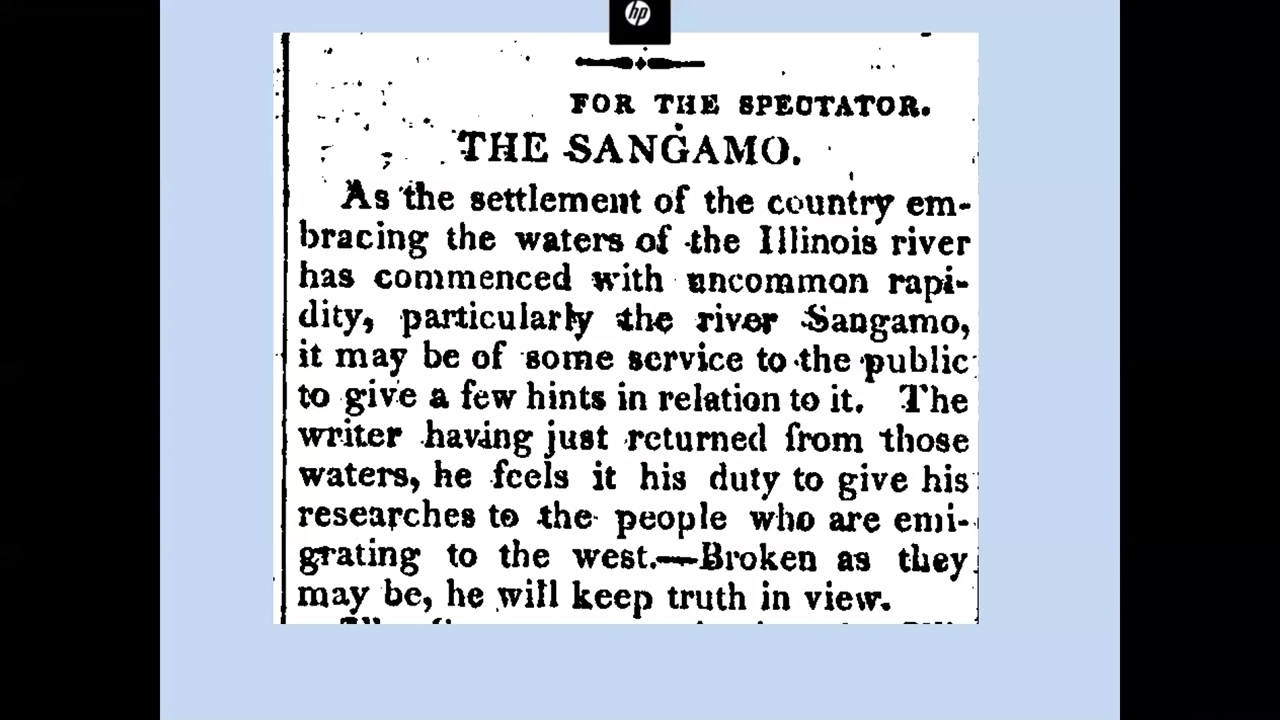 hp
FOR THE SPECTATOR.
THE SANGAMO.
As the settlement of the country em-
bracing the waters of the Illinois river
has commenced with uncommon rapi-
dity, particularly the river Sangamo,
it may be of some service to the public
to give a few hints in relation to it. The
writer having just returned from those
waters, he feels it his duty to give his
researches to the people who are emi-
grating to the west.—Broken as they
may be, he will keep truth in view.